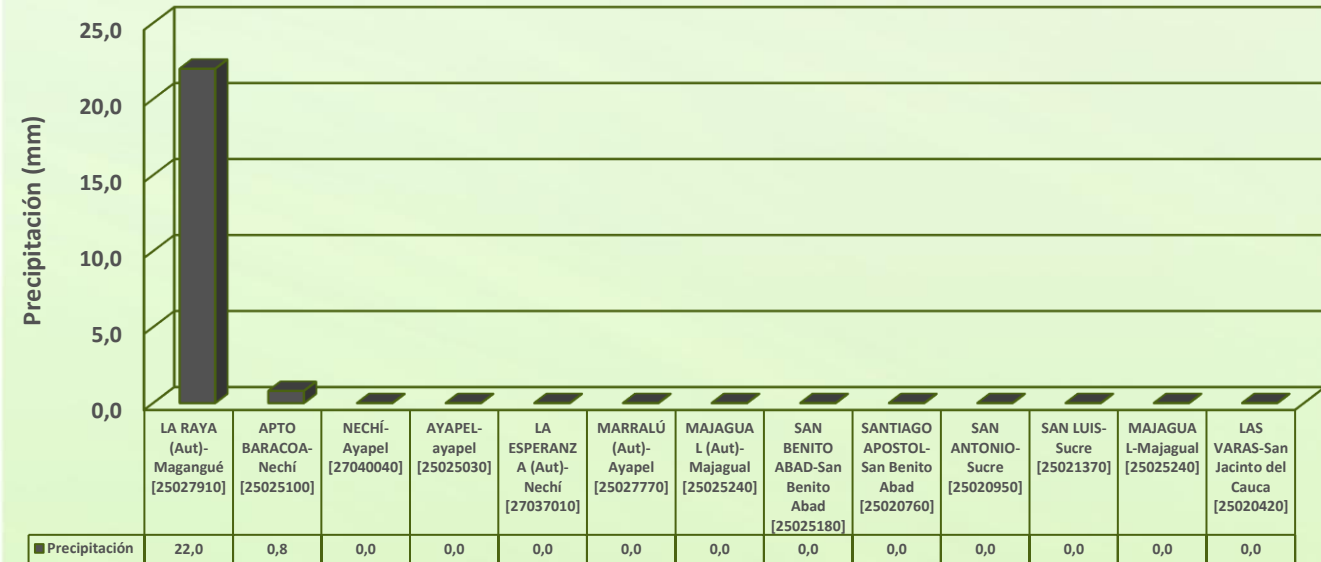 Precipitación (mm)
25,0
20,0
15,0
10,0
5,0
0,0
LA RAYA
(Aut)-
Magangué
[25027910]
APTO
BARACOA-
Nechí
[25025100]
NECHÍ-
Ayapel
[27040040]
AYAPEL-
ayapel
[25025030]
LA
ESPERANZ
A (Aut)-
Nechí
[27037010]
MARRALÚ
(Aut)-
Ayapel
[25027770]
MAJAGUA
L (Aut)-
Majagual
[25025240]
SAN
BENITO
ABAD-San
Benito
Abad
[25025180]
SANTIAGO
APOSTOL-
San Benito
Abad
[25020760]
SAN
ANTONIO-
Sucre
[25020950]
SAN LUIS-
Sucre
[25021370]
MAJAGUA
L-Majagual
[25025240]
LAS
VARAS-San
Jacinto del
Cauca
[25020420]
Precipitación 22,0 0,8 0,0 0,0 0,0 0,0 0,0 0,0 0,0 0,0 0,0 0,0 0,0